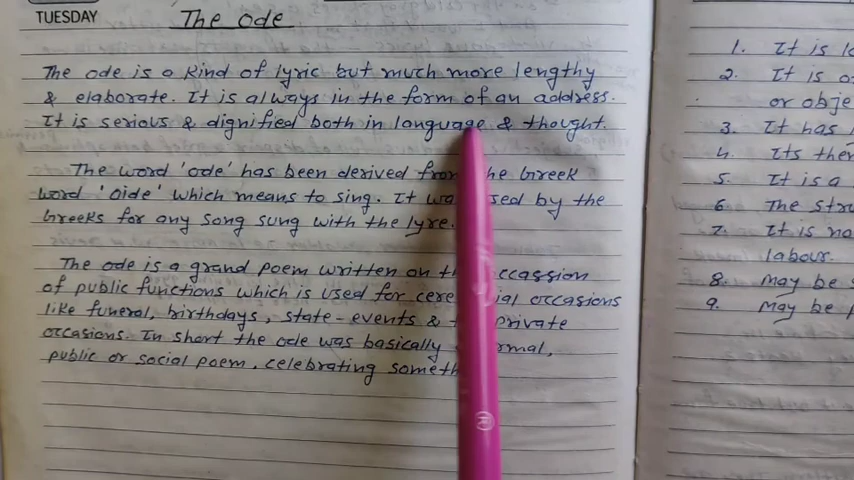 TUESDAY
The ode
The ode is a kind of lyric but much more lengthy
& elaborate. It is always in the form of an address.
It is serious & dignified both in language & thought.
The word 'ode' has been derived from he Greek
word 'oide' which means to sing. It wa sed by the
Greeks for any song sung with the lyre.
The ode is a grand poem written on th ccassion
of public functions which is used for cere ial occasions
like funeral, birthdays, state-events & t private
occasions. In short the ode was basically rmal,
public or social poem, celebrating someth
1. It is l
2. It is o
or obje
3. It has
4. Its the
5. It is a
6. The stru
7. It is no
labour.
8. May be s
9. May be p
®